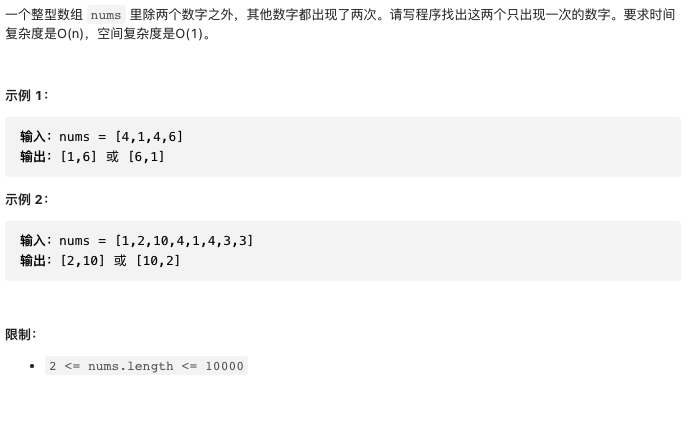 一个整型数组 nums 里除两个数字之外，其他数字都出现了两次。请写程序找出这两个只出现一次的数字。要求时间
复杂度是O(n)，空间复杂度是O(1)。
示例 1：
输入：nums = [4,1,4,6]
输出：[1,6] 或 [6,1]
示例 2：
输入：nums = [1,2,10,4,1,4,3,3]
输出：[2,10] 或 [10,2]
限制：
• 2 <= nums.length <= 10000